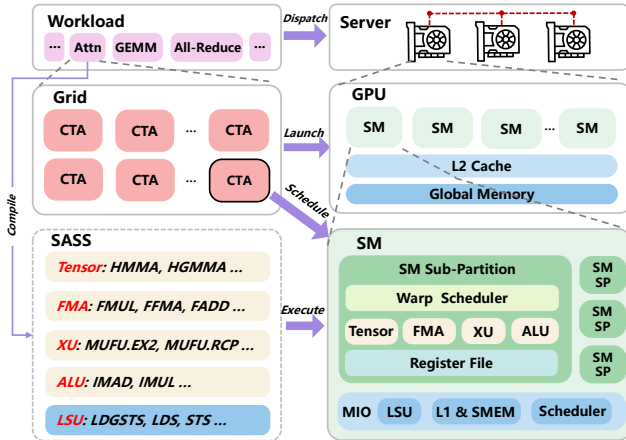 Workload
... Attn GEMM All-Reduce ...
Dispatch
Server
Grid
CTA CTA ... CTA
CTA CTA ... CTA
Launch
GPU
SM SM SM ... SM
L2 Cache
Global Memory
Schedule
Compile
SASS
Tensor: HMMA, HGMMA ...
FMA: FMUL, FFMA, FADD ...
XU: MUFU.EX2, MUFU.RCP ...
ALU: IMAD, IMUL ...
LSU: LDGSTS, LDS, STS ...
Execute
SM
SM Sub-Partition
Warp Scheduler
Tensor FMA XU ALU
Register File
SM
SP
SM
SP
SM
SP
MIO LSU L1 & SMEM Scheduler